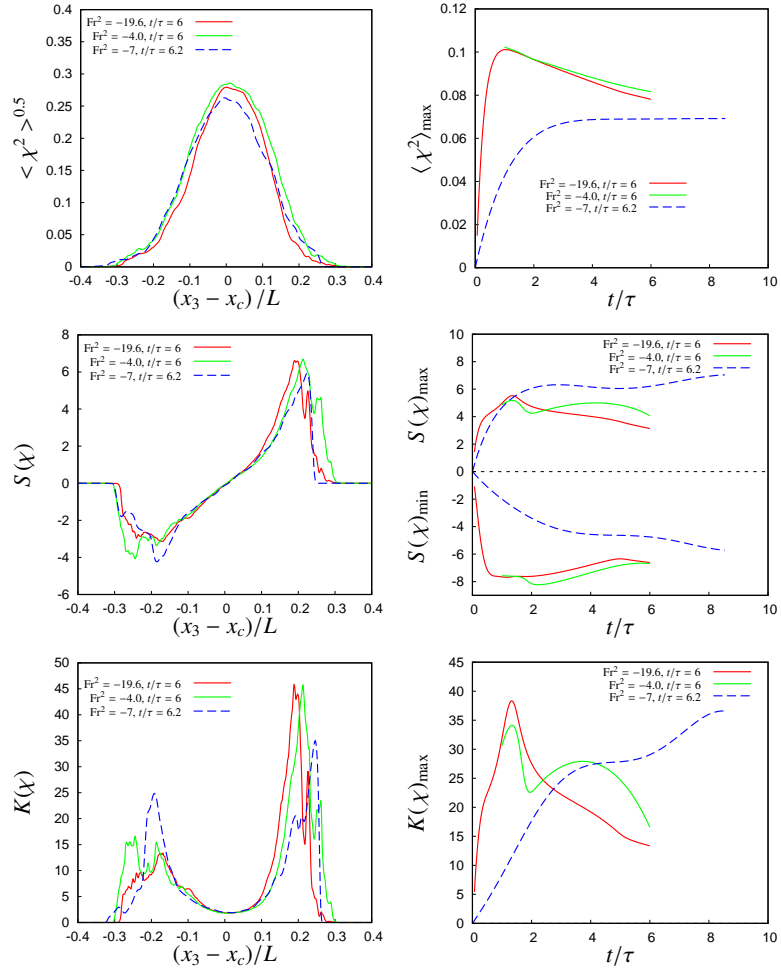 0.4
0.35
0.3
0.25
0.2
0.15
0.1
0.05
0
-0.4 -0.3 -0.2 -0.1 0 0.1 0.2 0.3 0.4
< χ² >^0.5
(x₃ − x_c)/L
Fr² = −19.6, t/τ = 6
Fr² = −4.0, t/τ = 6
Fr² = −7, t/τ = 6.2
0.12
0.1
0.08
0.06
0.04
0.02
0
0 2 4 6 8 10
⟨χ²⟩max
t/τ
Fr² = −19.6, t/τ = 6
Fr² = −4.0, t/τ = 6
Fr² = −7, t/τ = 6.2
8
6
4
2
0
-2
-4
-6
-0.4 -0.3 -0.2 -0.1 0 0.1 0.2 0.3 0.4
S(χ)
(x₃ − x_c)/L
Fr² = −19.6, t/τ = 6
Fr² = −4.0, t/τ = 6
Fr² = −7, t/τ = 6.2
10
8
6
4
2
0
-2
-4
-6
-8
0 2 4 6 8 10
S(χ)min S(χ)max
t/τ
Fr² = −19.6, t/τ = 6
Fr² = −4.0, t/τ = 6
Fr² = −7, t/τ = 6.2
50
45
40
35
30
25
20
15
10
5
0
-0.4 -0.3 -0.2 -0.1 0 0.1 0.2 0.3 0.4
K(χ)
(x₃ − x_c)/L
Fr² = −19.6, t/τ = 6
Fr² = −4.0, t/τ = 6
Fr² = −7, t/τ = 6.2
45
40
35
30
25
20
15
10
5
0
0 2 4 6 8 10
K(χ)max
t/τ
Fr² = −19.6, t/τ = 6
Fr² = −4.0, t/τ = 6
Fr² = −7, t/τ = 6.2